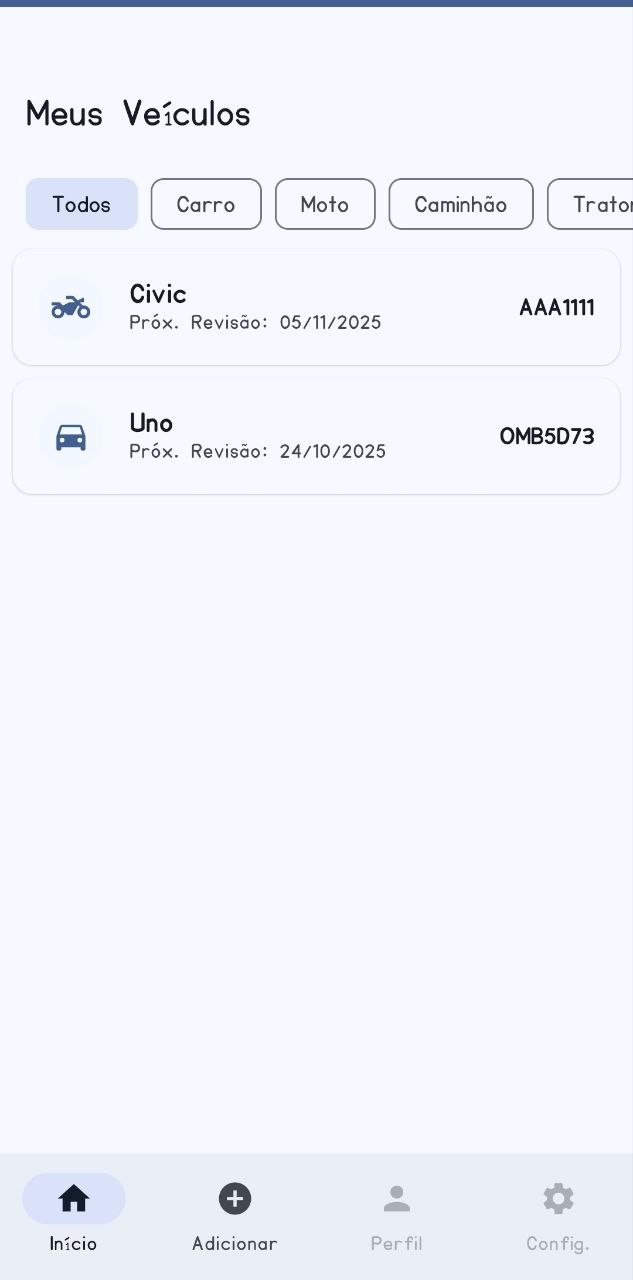 Meus Veículos
Todos Carro Moto Caminhão Trator
Civic
Próx. Revisão: 05/11/2025
AAA1111
Uno
Próx. Revisão: 24/10/2025
OMB5D73
Início Adicionar Perfil Config.